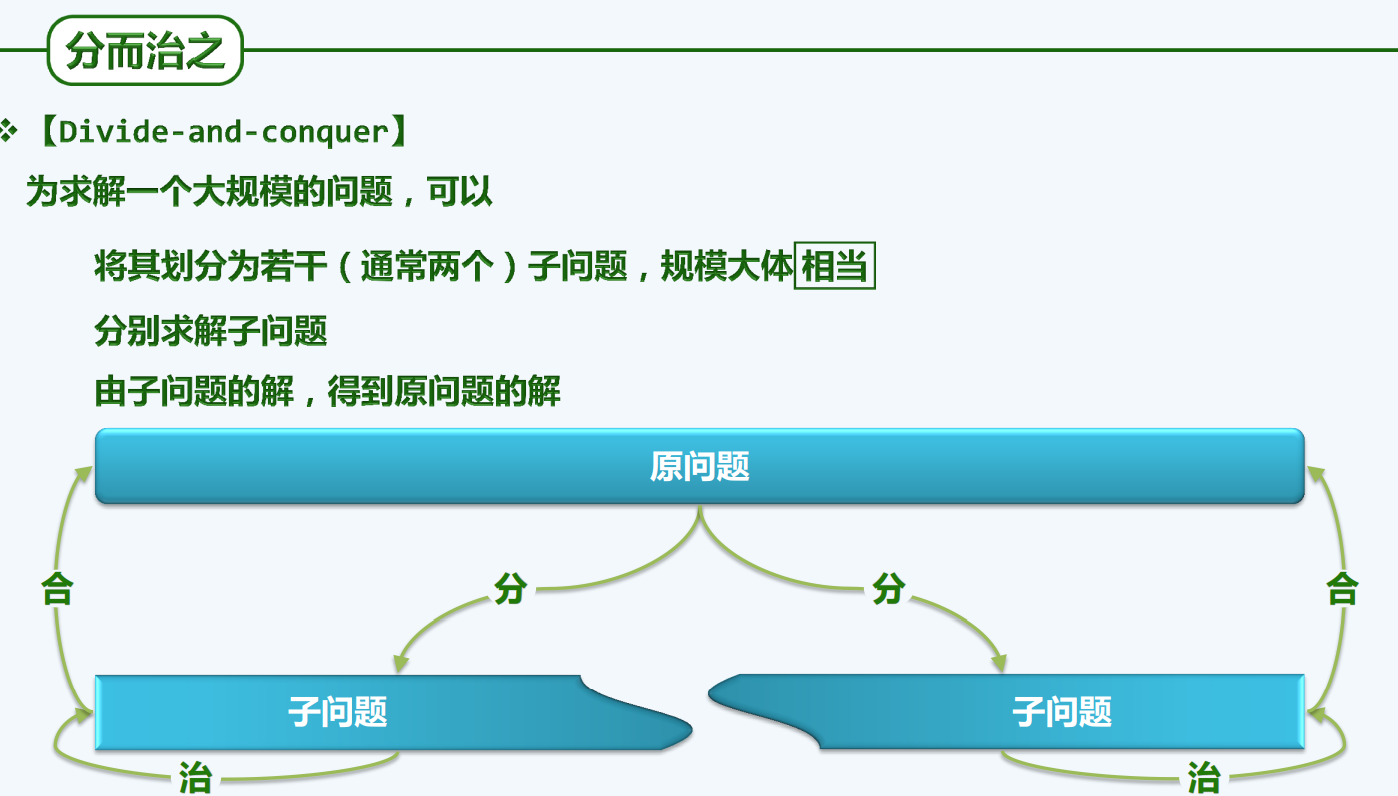 分而治之
❖【Divide-and-conquer】
为求解一个大规模的问题，可以
将其划分为若干（通常两个）子问题，规模大体相当
分别求解子问题
由子问题的解，得到原问题的解
原问题
合
分
分
合
子问题
子问题
治
治